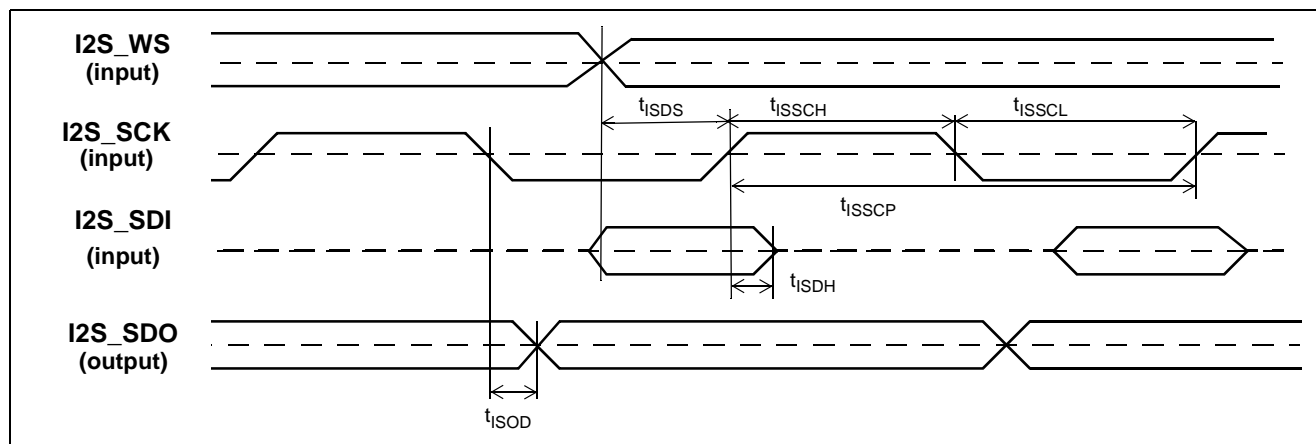 I2S_WS
(input)
tISDS
tISSCH
tISSCL
I2S_SCK
(input)
tISSCP
I2S_SDI
(input)
tISDH
I2S_SDO
(output)
tISOD